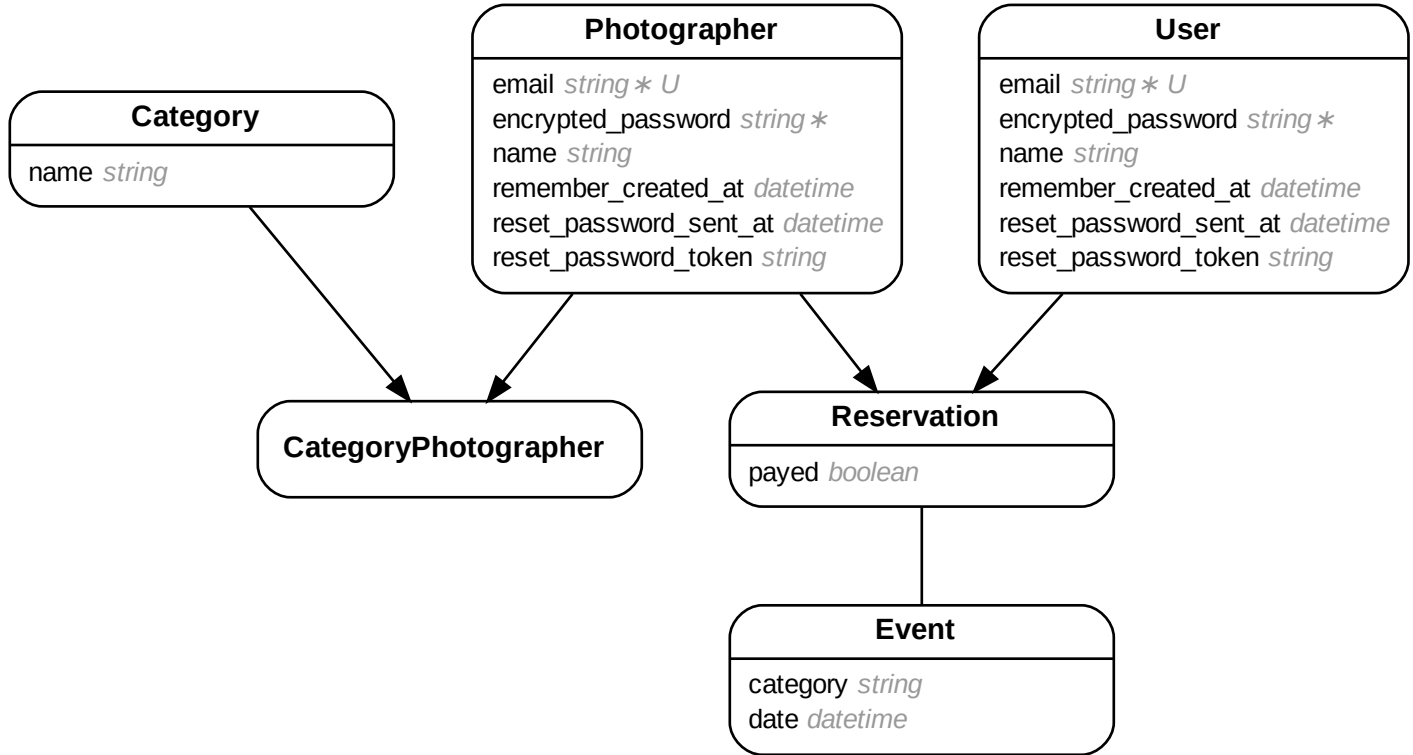 Category
name string
Photographer
email string∗ U
encrypted_password string∗
name string
remember_created_at datetime
reset_password_sent_at datetime
reset_password_token string
User
email string∗ U
encrypted_password string∗
name string
remember_created_at datetime
reset_password_sent_at datetime
reset_password_token string
CategoryPhotographer
Reservation
payed boolean
Event
category string
date datetime